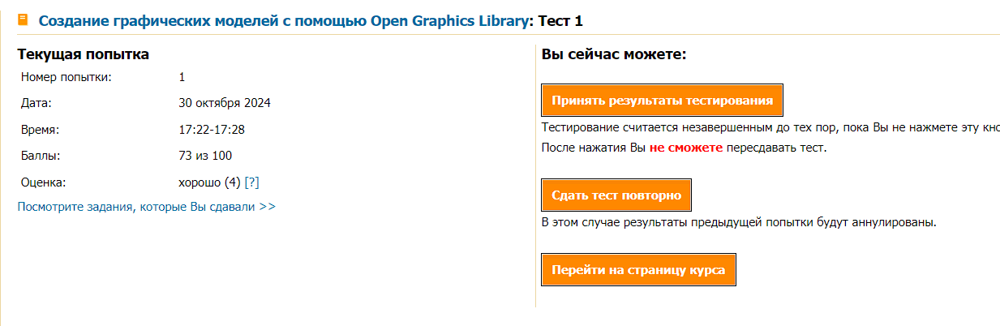 Создание графических моделей с помощью Open Graphics Library: Тест 1
Текущая попытка
Номер попытки: 1
Дата: 30 октября 2024
Время: 17:22-17:28
Баллы: 73 из 100
Оценка: хорошо (4) [?]
Посмотрите задания, которые Вы сдавали >>
Вы сейчас можете:
Принять результаты тестирования
Тестирование считается незавершенным до тех пор, пока Вы не нажмете эту
После нажатия Вы не сможете пересдавать тест.
Сдать тест повторно
В этом случае результаты предыдущей попытки будут аннулированы.
Перейти на страницу курса